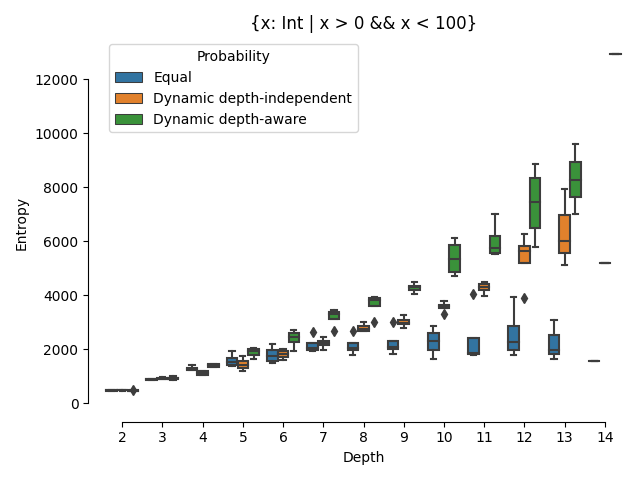 {x: Int | x > 0 && x < 100}
Probability
Equal
Dynamic depth-independent
Dynamic depth-aware
Entropy
12000
10000
8000
6000
4000
2000
0
2 3 4 5 6 7 8 9 10 11 12 13 14
Depth